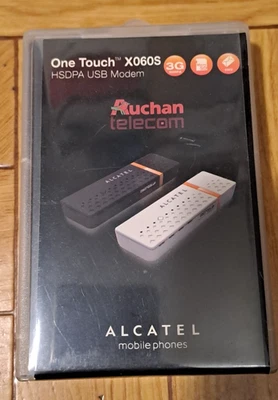 One Touch™ X060S
HSDPA USB Modem
3G
Auchan
telecom
ALCATEL
mobile phones